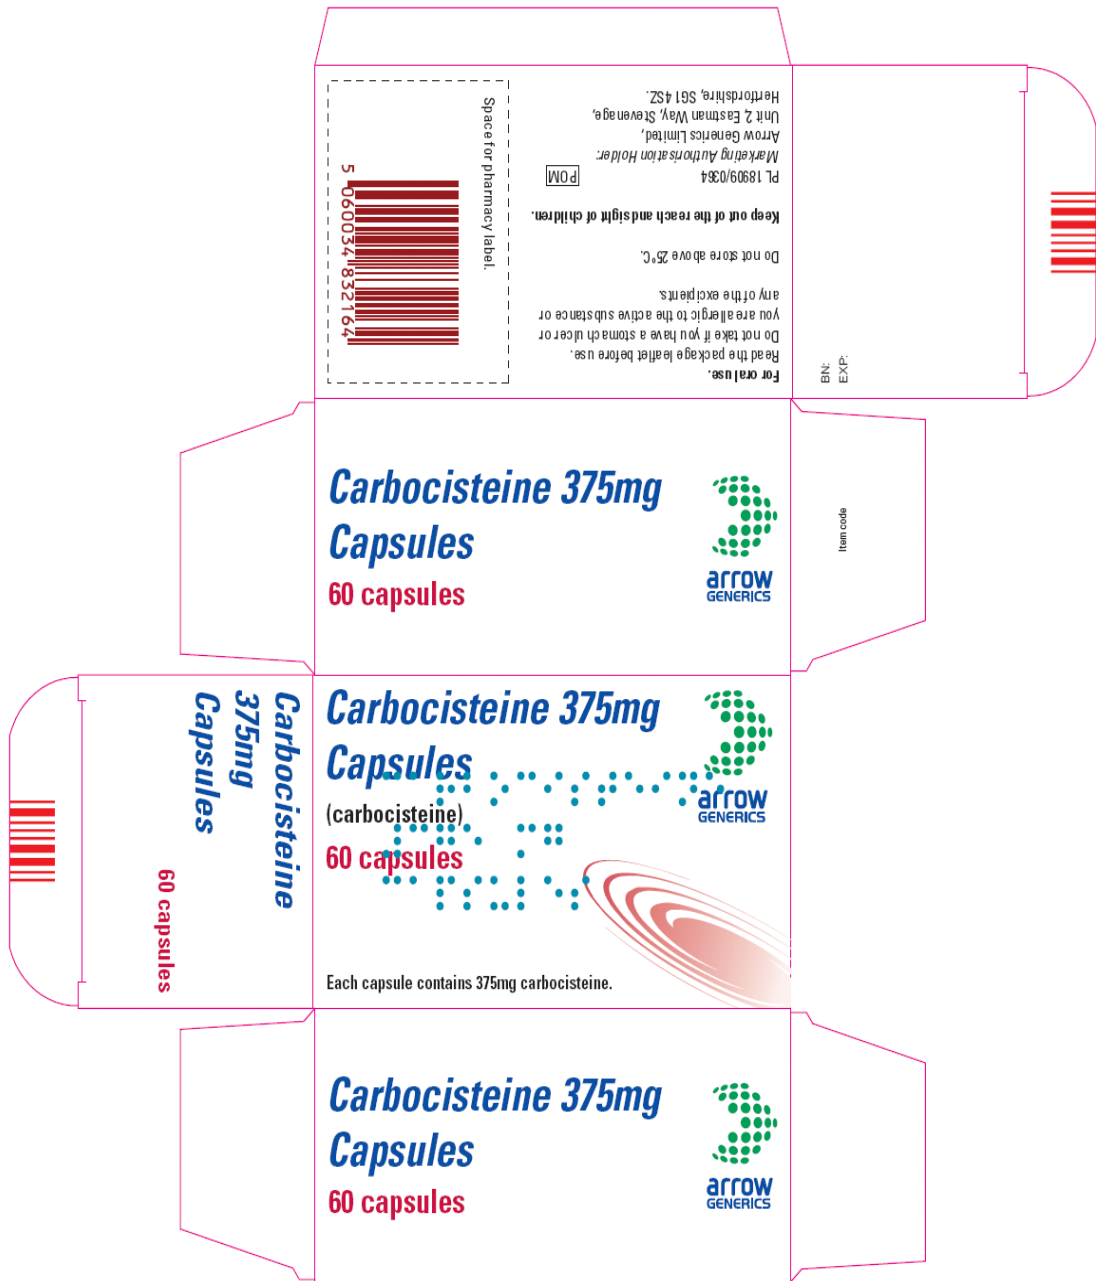 For oral use.
Read the package leaflet before use.
Do not take if you have a stomach ulcer or
you are allergic to the active substance or
any of the excipients.
Do not store above 25°C.
Keep out of the reach and sight of children.
PL 18909/0364
POM
Marketing Authorisation Holder:
Arrow Generics Limited,
Unit 2, Eastman Way, Stevenage,
Hertfordshire, SG1 4SZ.
Space for pharmacy label.
5 060034 832164
BN:
EXP:
Carbocisteine 375mg
Capsules
60 capsules
arrow
GENERICS
Item code
Carbocisteine
375mg
Capsules
60 capsules
Carbocisteine 375mg
Capsules
(carbocisteine)
60 capsules
arrow
GENERICS
Each capsule contains 375mg carbocisteine.
Carbocisteine 375mg
Capsules
60 capsules
arrow
GENERICS